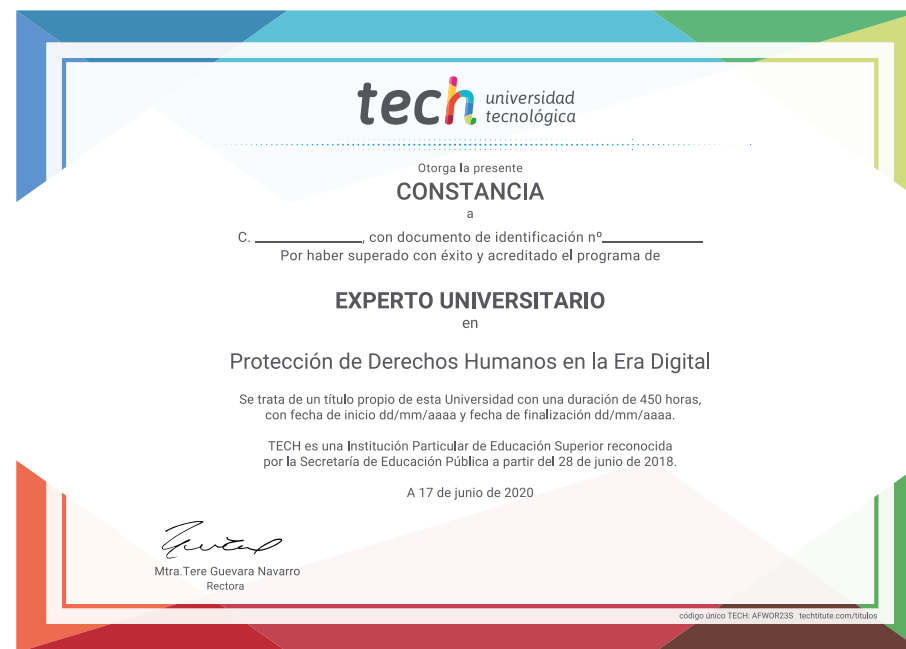 tech universidad
tecnológica
Otorga la presente
CONSTANCIA
a
C. ____________, con documento de identificación nº____________
Por haber superado con éxito y acreditado el programa de
EXPERTO UNIVERSITARIO
en
Protección de Derechos Humanos en la Era Digital
Se trata de un título propio de esta Universidad con una duración de 450 horas,
con fecha de inicio dd/mm/aaaa y fecha de finalización dd/mm/aaaa.
TECH es una Institución Particular de Educación Superior reconocida
por la Secretaría de Educación Pública a partir del 28 de junio de 2018.
A 17 de junio de 2020
Mtra.Tere Guevara Navarro
Rectora
código único TECH: AFWOR23S techtitute.com/titulos